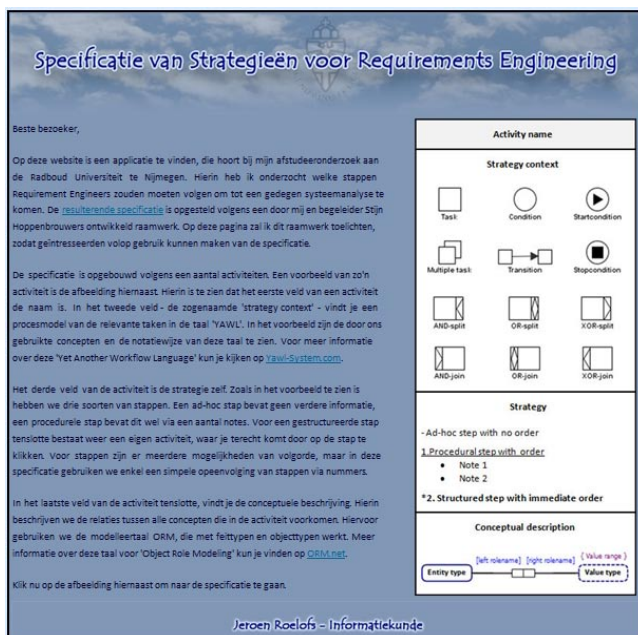 Specificatie van Strategieën voor Requirements Engineering
Beste bezoeker,
Op deze website is een applicatie te vinden, die hoort bij mijn afstudeeronderzoek aan
de Radboud Universiteit te Nijmegen. Hierin heb ik onderzocht welke stappen
Requirement Engineers zouden moeten volgen om tot een gedegen systeemanalyse te
komen. De resulterende specificatie is opgesteld volgens een door mij en begeleider Stijn
Hoppenbrouwers ontwikkeld raamwerk. Op deze pagina zal ik dit raamwerk toelichten,
zodat geïntresseerden volop gebruik kunnen maken van de specificatie.
De specificatie is opgebouwd volgens een aantal activiteiten. Een voorbeeld van zo'n
activiteit is de afbeelding hiernaast. Hierin is te zien dat het eerste veld van een activiteit
de naam is. In het tweede veld - de zogenaamde 'strategy context' - vindt je een
procesmodel van de relevante taken in de taal 'YAWL'. In het voorbeeld zijn de door ons
gebruikte concepten en de notatiewijze van deze taal te zien. Voor meer informatie
over deze 'Yet Another Workflow Language' kun je kijken op Yawl-System.com.
Het derde veld van de activiteit is de strategie zelf. Zoals in het voorbeeld te zien is
hebben we drie soorten van stappen. Een ad-hoc stap bevat geen verdere informatie,
een procedurele stap bevat dit wel via een aantal notes. Voor een gestructureerde stap
tenslotte bestaat weer een eigen activiteit, waar je terecht komt door op de stap te
klikken. Voor stappen zijn er meerdere mogelijkheden van volgorde, maar in deze
specificatie gebruiken we enkel een simpele opeenvolging van stappen via nummers.
In het laatste veld van de activiteit tenslotte, vindt je de conceptuele beschrijving. Hierin
beschrijven we de relaties tussen alle concepten die in de activiteit voorkomen. Hiervoor
gebruiken we de modelleertaal ORM, die met feittypen en objecttypen werkt. Meer
informatie over deze taal voor 'Object Role Modeling' kun je vinden op ORM.net.
Klik nu op de afbeelding hiernaast om naar de specificatie te gaan.
Activity name
Strategy context
Task Condition Startcondition
Multiple task Transition Stopcondition
AND-split OR-split XOR-split
AND-join OR-join XOR-join
Strategy
- Ad-hoc step with no order
1.Procedural step with order
• Note 1
• Note 2
*2. Structured step with immediate order
Conceptual description
[left rolename] [right rolename] { Value range }
Entity type Value type
Jeroen Roelofs - Informatiekunde